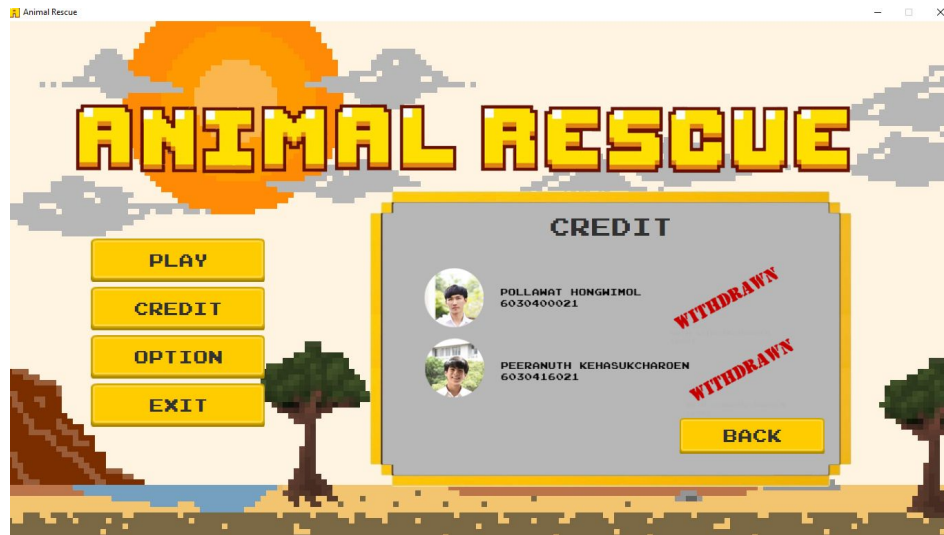 Animal Rescue
ANIMAL RESCUE
CREDIT
PLAY
CREDIT
OPTION
EXIT
POLLAWAT HONGWIMOL
6030400021
WITHDRAWN
PEERANUTH KEHASUKCHAROEN
6030416021
WITHDRAWN
BACK